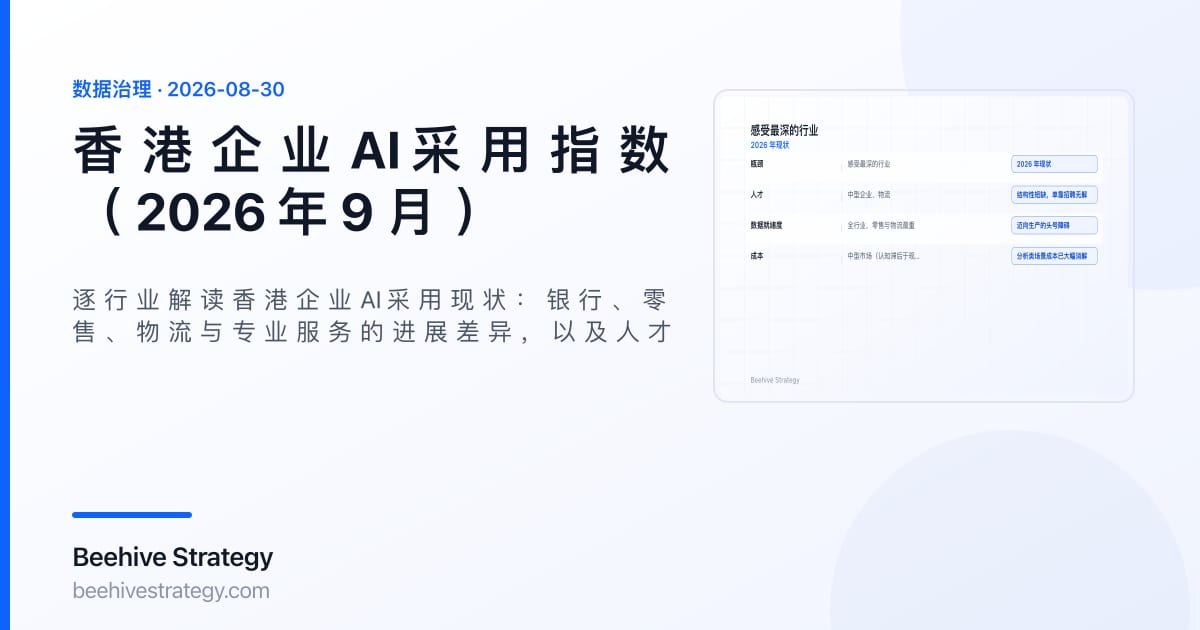 数据治理 · 2026-08-30
香港企业AI采用指数
（2026年9月）
逐行业解读香港企业AI采用现状：银行、零
售、物流与专业服务的进展差异，以及人才
感受最深的行业
2026 年现状
瓶颈 感受最深的行业 2026 年现状
人才 中型企业、物流 结构性短缺，单靠招聘无解
数据就绪度 全行业，零售与物流最重 迈向生产的头号障碍
成本 中型市场（认知滞后于现... 分析类场景成本已大幅消解
Beehive Strategy
Beehive Strategy
beehivestrategy.com